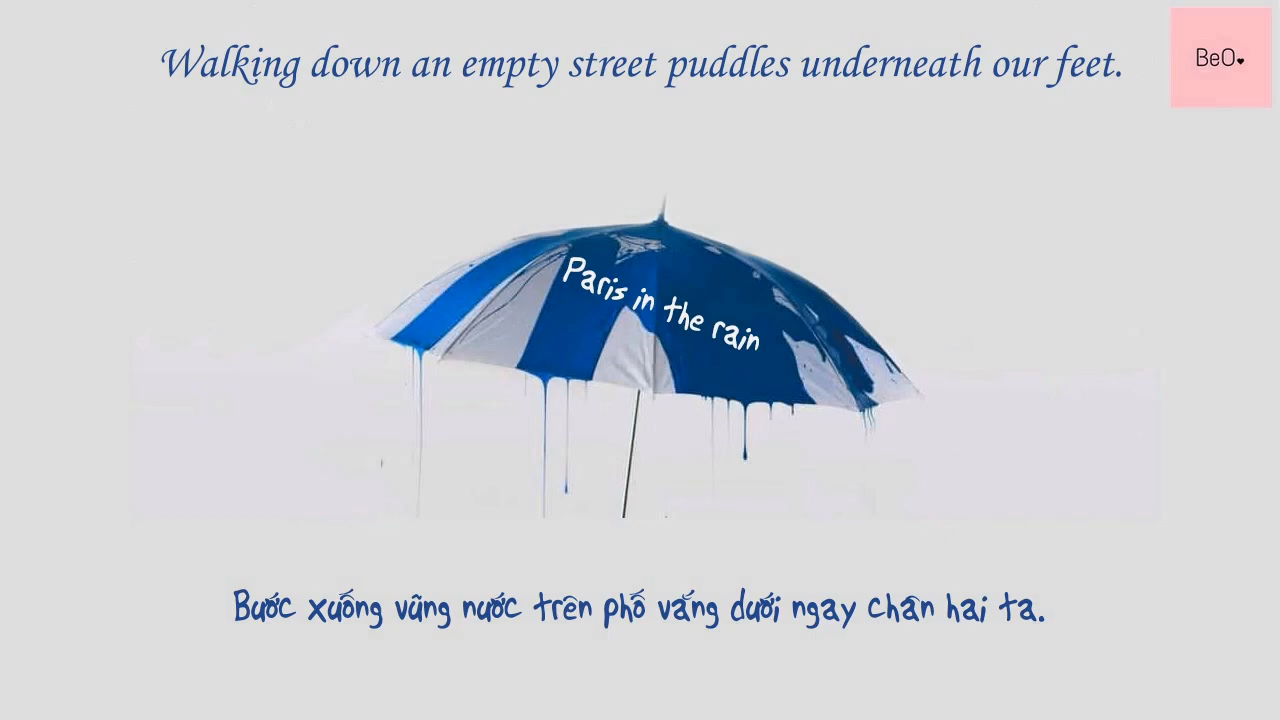 Walking down an empty street puddles underneath our feet.
BeO♥
Paris in the rain
Bước xuống vũng nước trên phố vắng dưới ngay chân hai ta.